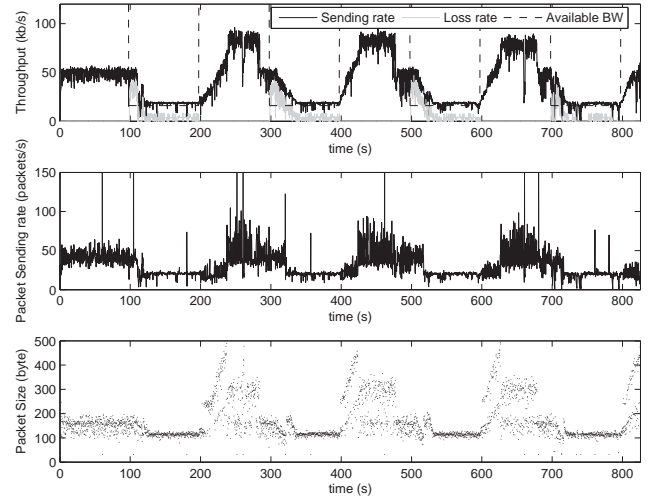 Sending rate Loss rate Available BW
Throughput (kb/s)
100
50
0
0 100 200 300 400 500 600 700 800
time (s)
Packet Sending rate (packets/s)
150
100
50
0
0 100 200 300 400 500 600 700 800
time (s)
Packet Size (byte)
500
400
300
200
100
0
0 100 200 300 400 500 600 700 800
time (s)